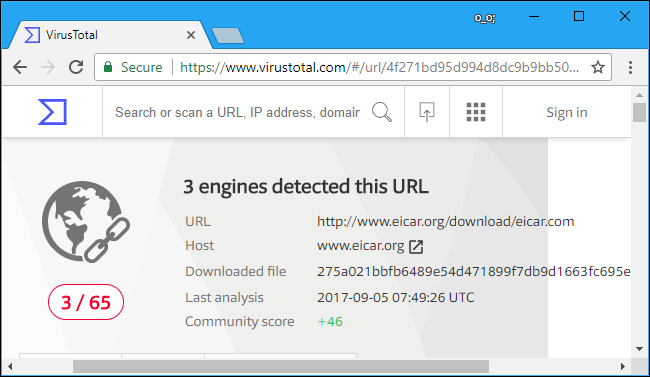 o_o;
VirusTotal
Secure https://www.virustotal.com/#/url/4f271bd95d994d8dc9b9bb50...
Search or scan a URL, IP address, domain
Sign in
3 engines detected this URL
URL http://www.eicar.org/download/eicar.com
Host www.eicar.org
Downloaded file 275a021bbfb6489e54d471899f7db9d1663fc695e
3 / 65
Last analysis 2017-09-05 07:49:26 UTC
Community score +46